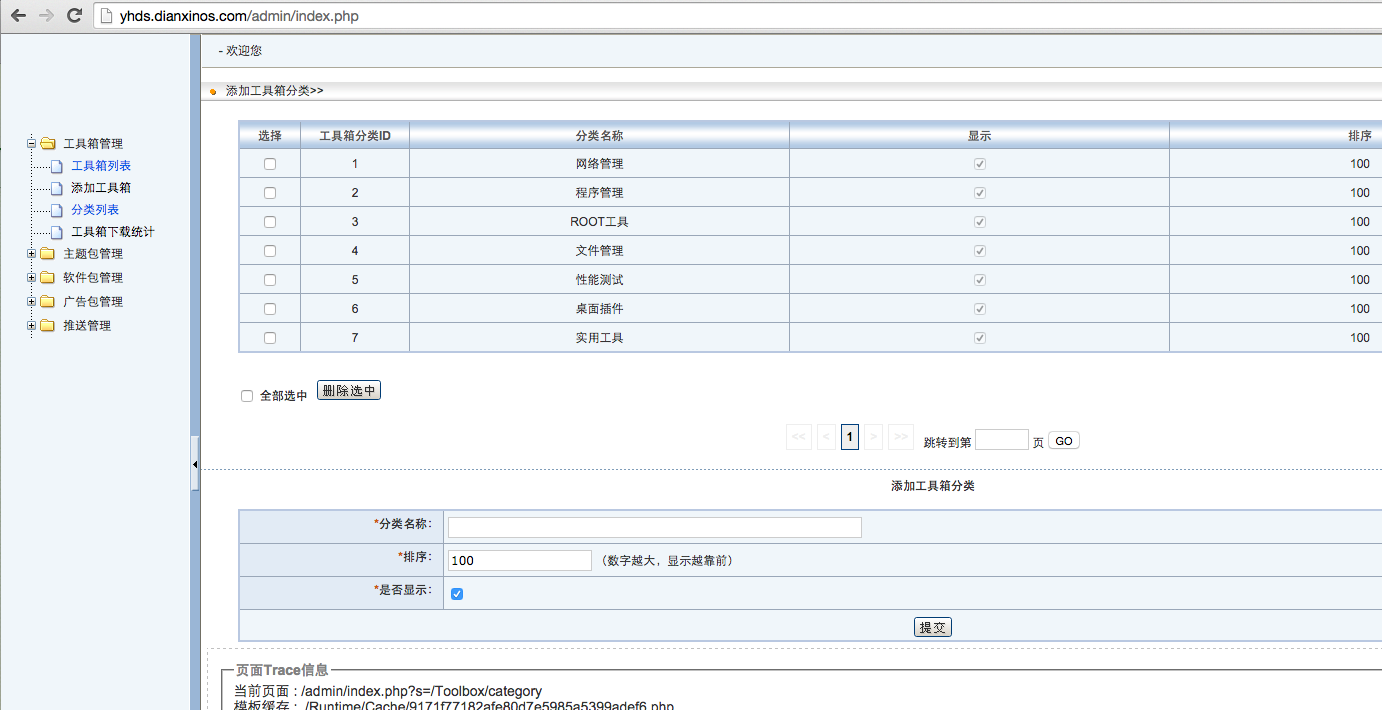 yhds.dianxinos.com/admin/index.php
- 欢迎您
添加工具箱分类>>
工具箱管理
工具箱列表
添加工具箱
分类列表
工具箱下载统计
主题包管理
软件包管理
广告包管理
推送管理
选择 工具箱分类ID 分类名称 显示 排序
1 网络管理 100
2 程序管理 100
3 ROOT工具 100
4 文件管理 100
5 性能测试 100
6 桌面插件 100
7 实用工具 100
全部选中 删除选中
<< < 1 > >> 跳转到第 页 GO
添加工具箱分类
*分类名称：
*排序： 100 （数字越大，显示越靠前）
*是否显示：
提交
页面Trace信息
当前页面 : /admin/index.php?s=/Toolbox/category
模板缓存 : ./Runtime/Cache/9171f77182afe80d7e5985a5399adef6.php